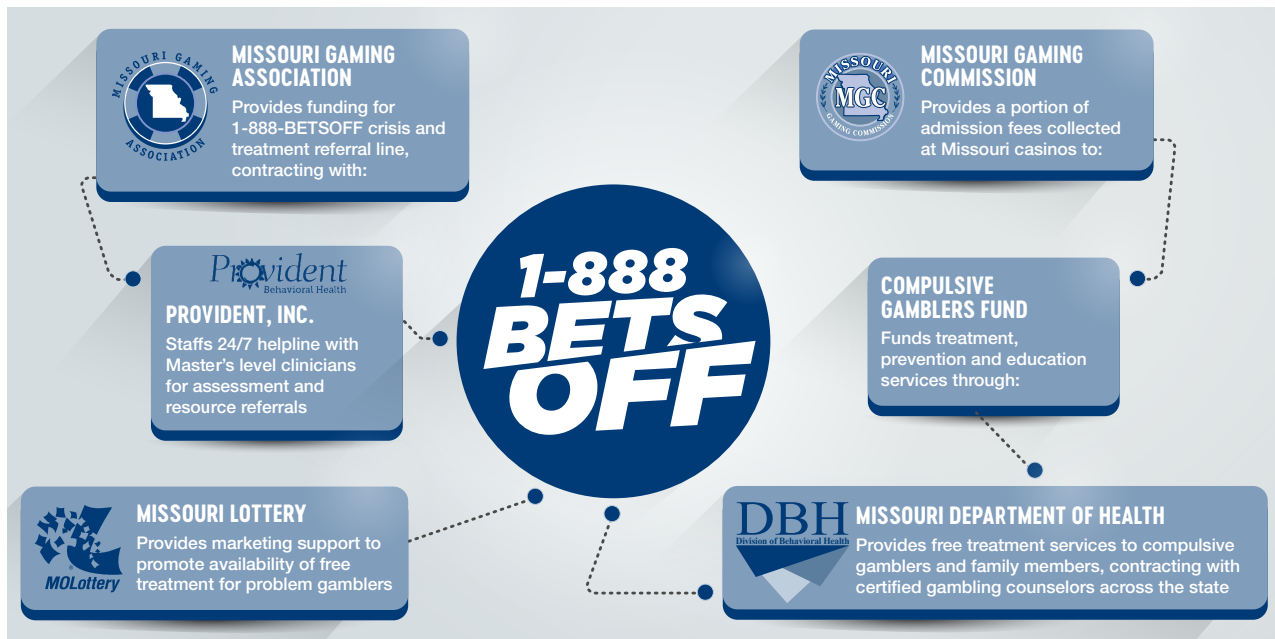 MISSOURI GAMING
ASSOCIATION
MISSOURI GAMING
ASSOCIATION
Provides funding for
1-888-BETSOFF crisis and
treatment referral line,
contracting with:
MISSOURI
MGC
GAMING COMMISSION
MISSOURI GAMING
COMMISSION
Provides a portion of
admission fees collected
at Missouri casinos to:
Provident
Behavioral Health
PROVIDENT, INC.
Staffs 24/7 helpline with
Master's level clinicians
for assessment and
resource referrals
1-888
BETS
OFF
COMPULSIVE
GAMBLERS FUND
Funds treatment,
prevention and education
services through:
MOLottery
MISSOURI LOTTERY
Provides marketing support to
promote availability of free
treatment for problem gamblers
DBH
Division of Behavioral Health
MISSOURI DEPARTMENT OF HEALTH
Provides free treatment services to compulsive
gamblers and family members, contracting with
certified gambling counselors across the state